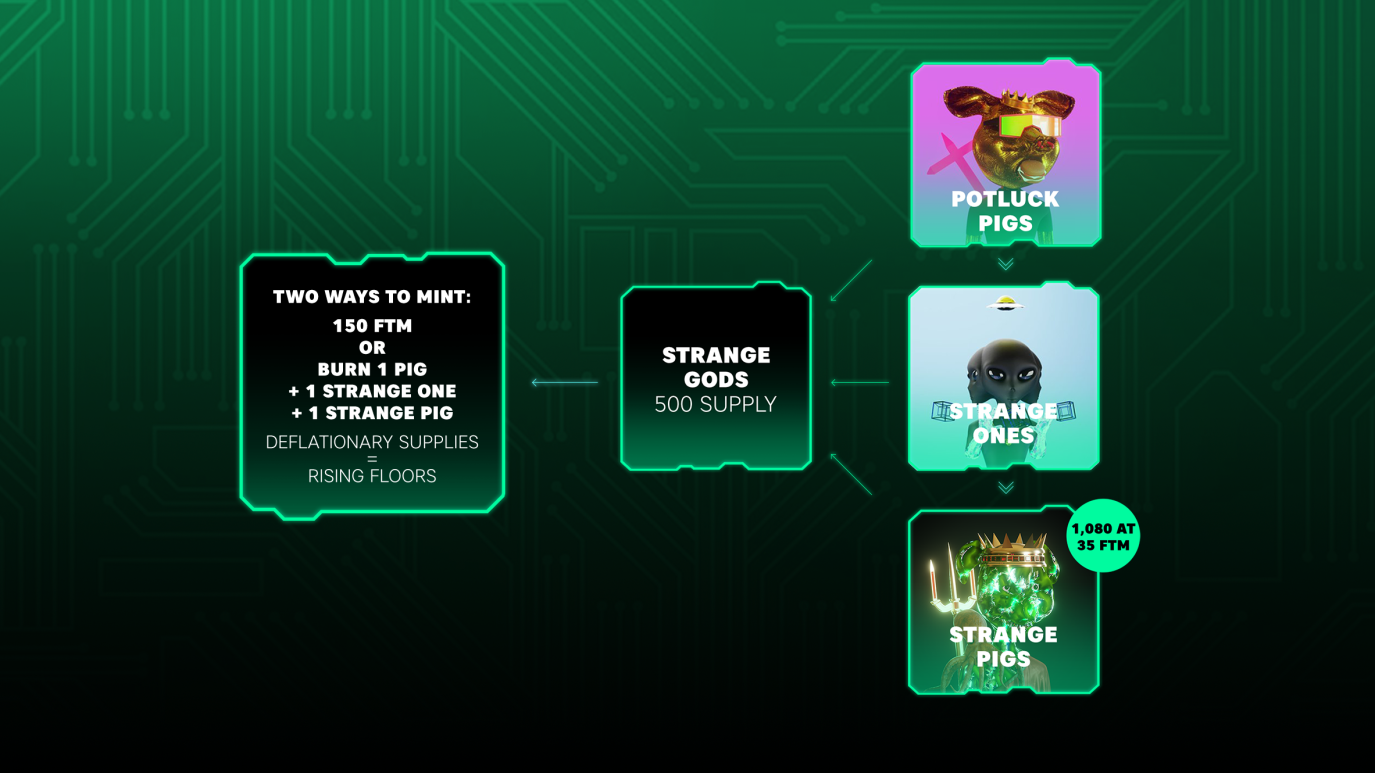 TWO WAYS TO MINT:
150 FTM
OR
BURN 1 PIG
+ 1 STRANGE ONE
+ 1 STRANGE PIG
DEFLATIONARY SUPPLIES
=
RISING FLOORS
STRANGE
GODS
500 SUPPLY
POTLUCK
PIGS
STRANGE
ONES
1,080 AT
35 FTM
STRANGE
PIGS